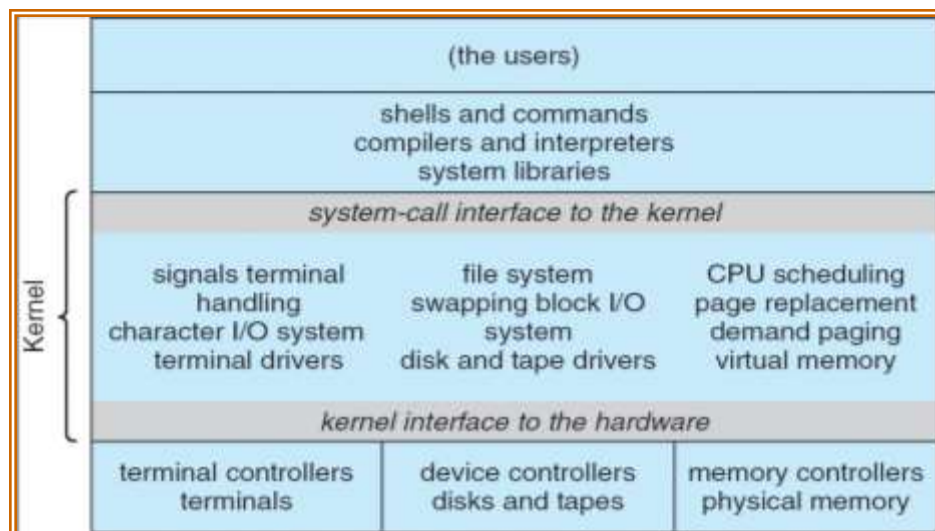 (the users)
shells and commands
compilers and interpreters
system libraries
Kernel
system-call interface to the kernel
signals terminal
handling
character I/O system
terminal drivers
file system
swapping block I/O
system
disk and tape drivers
CPU scheduling
page replacement
demand paging
virtual memory
kernel interface to the hardware
terminal controllers
terminals
device controllers
disks and tapes
memory controllers
physical memory